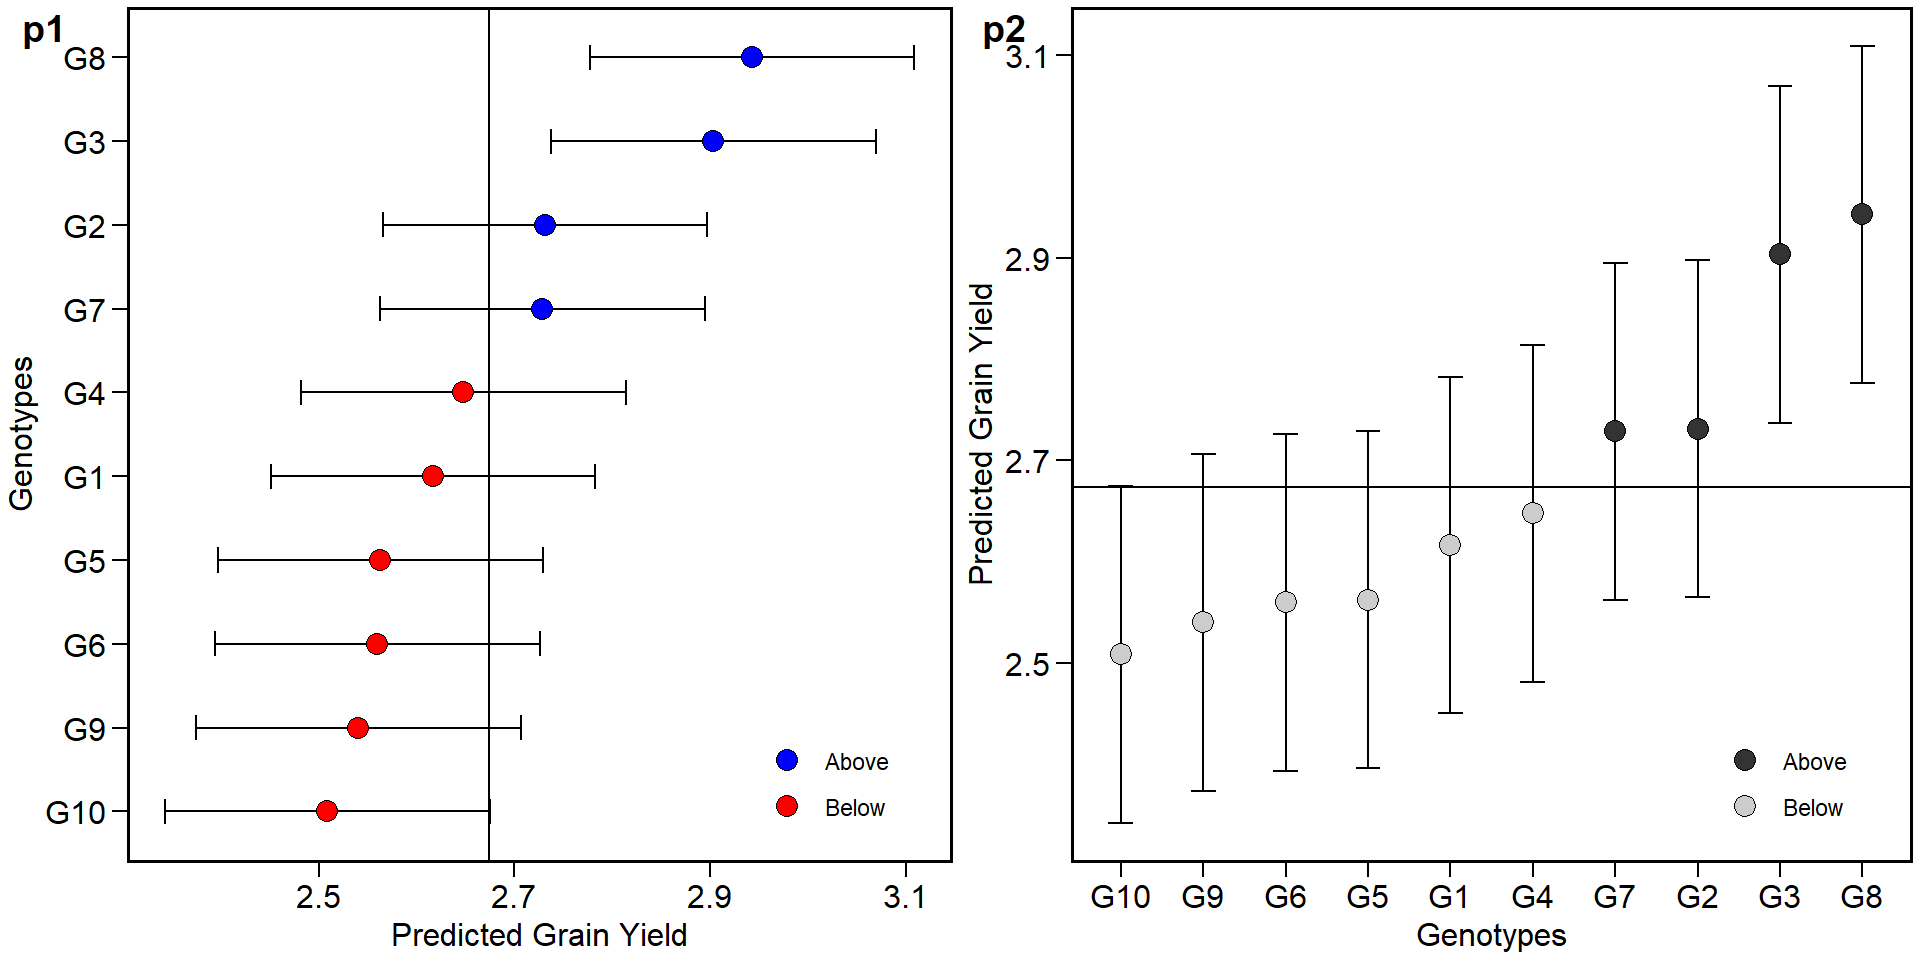 p1
G8
G3
G2
G7
G4
G1
G5
G6
G9
G10
Genotypes
Above
Below
2.5 2.7 2.9 3.1
Predicted Grain Yield
p2
3.1
2.9
2.7
2.5
Predicted Grain Yield
Above
Below
G10 G9 G6 G5 G1 G4 G7 G2 G3 G8
Genotypes